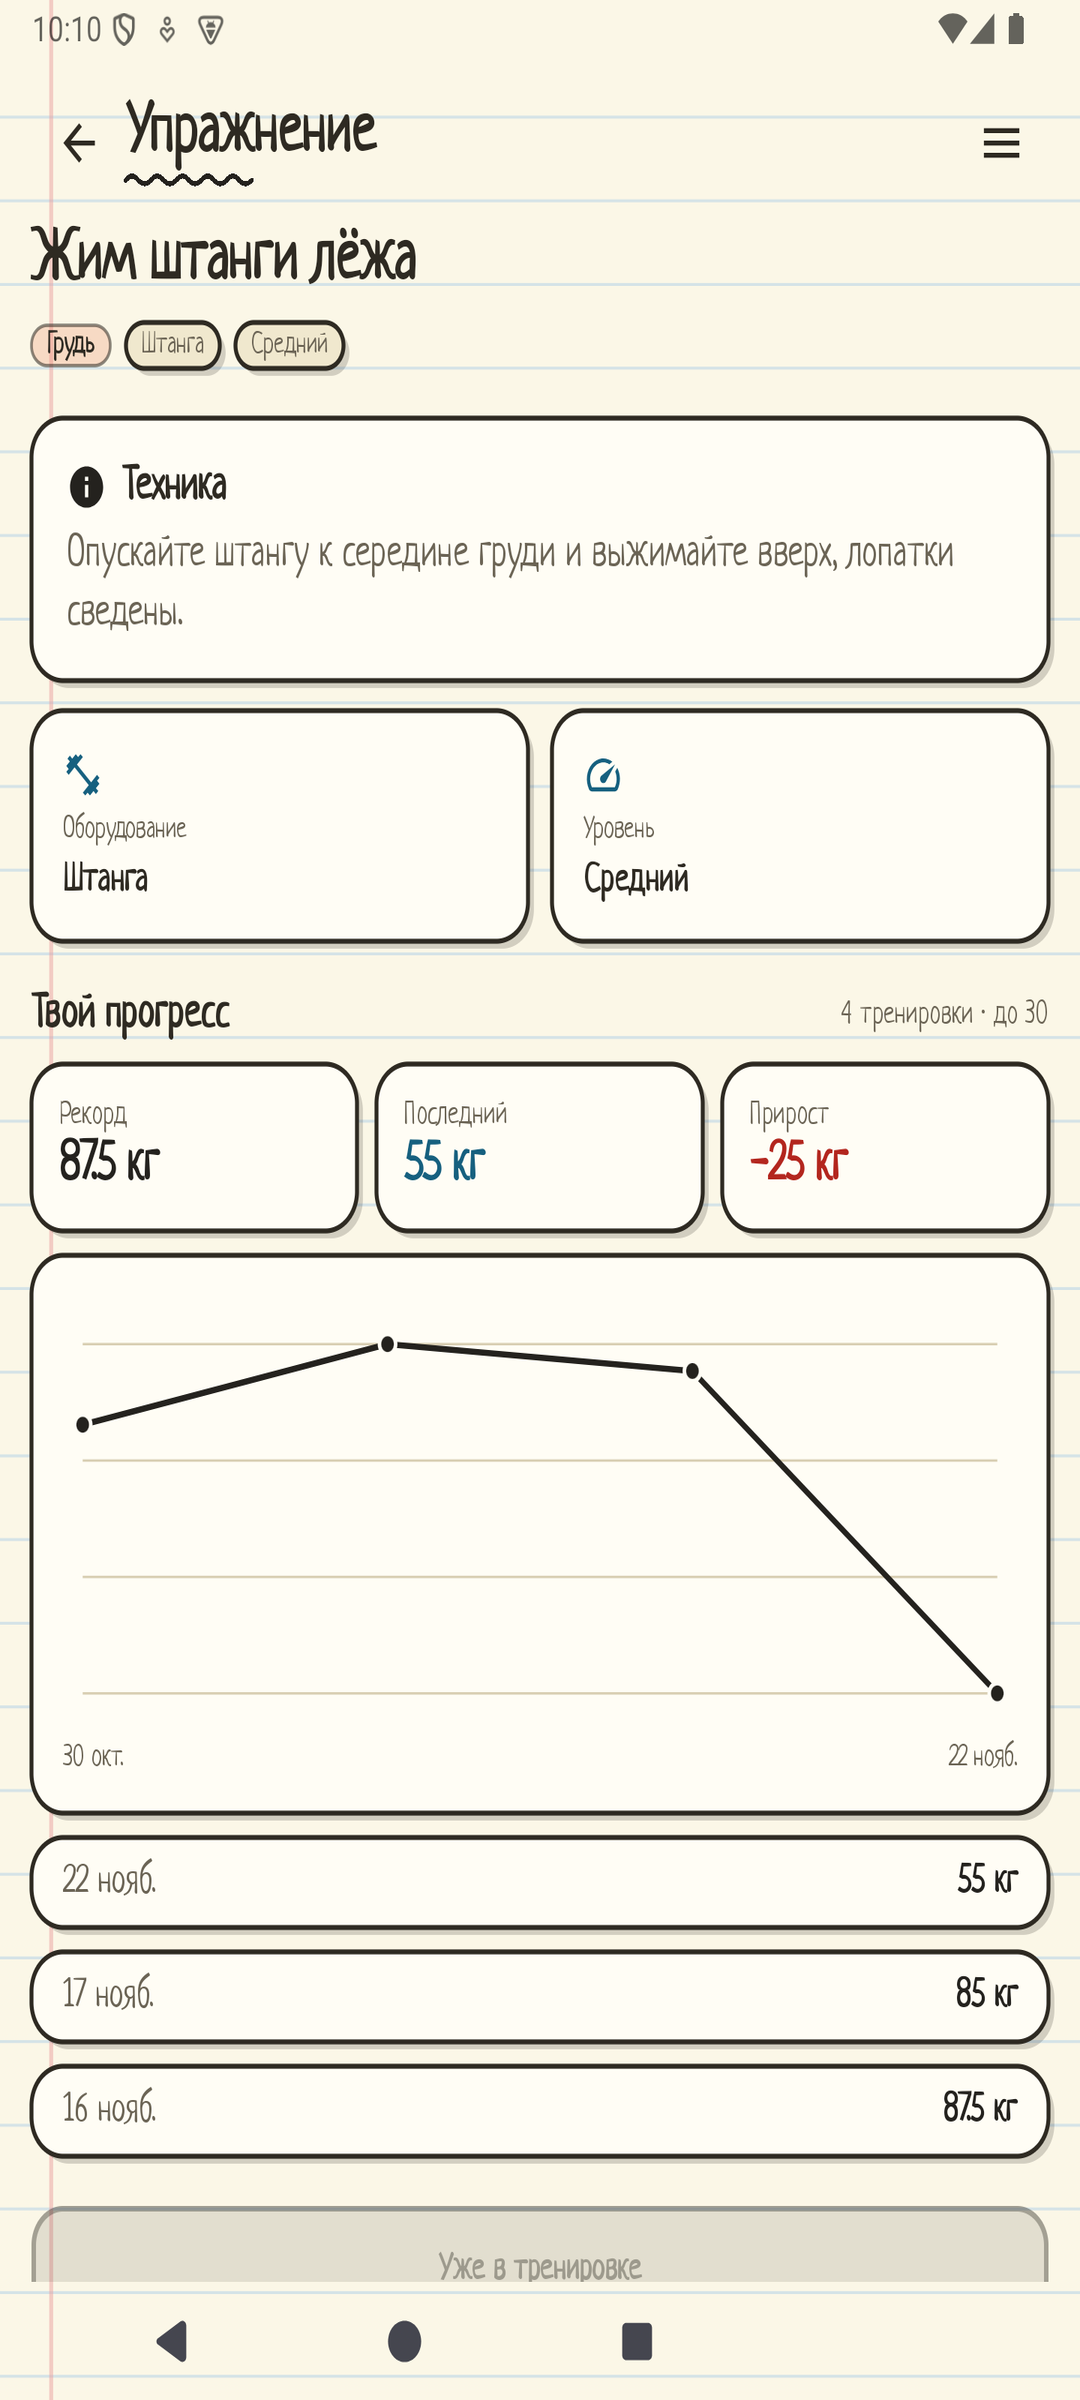 10:10
Упражнение
Жим штанги лёжа
Грудь
Штанга
Средний
Техника
Опускайте штангу к середине груди и выжимайте вверх, лопатки
сведены.
Оборудование
Штанга
Уровень
Средний
Твой прогресс
4 тренировки · до 30
Рекорд
87.5 кг
Последний
55 кг
Прирост
-25 кг
30 окт.
22 нояб.
22 нояб.
55 кг
17 нояб.
85 кг
16 нояб.
87.5 кг
Уже в тренировке